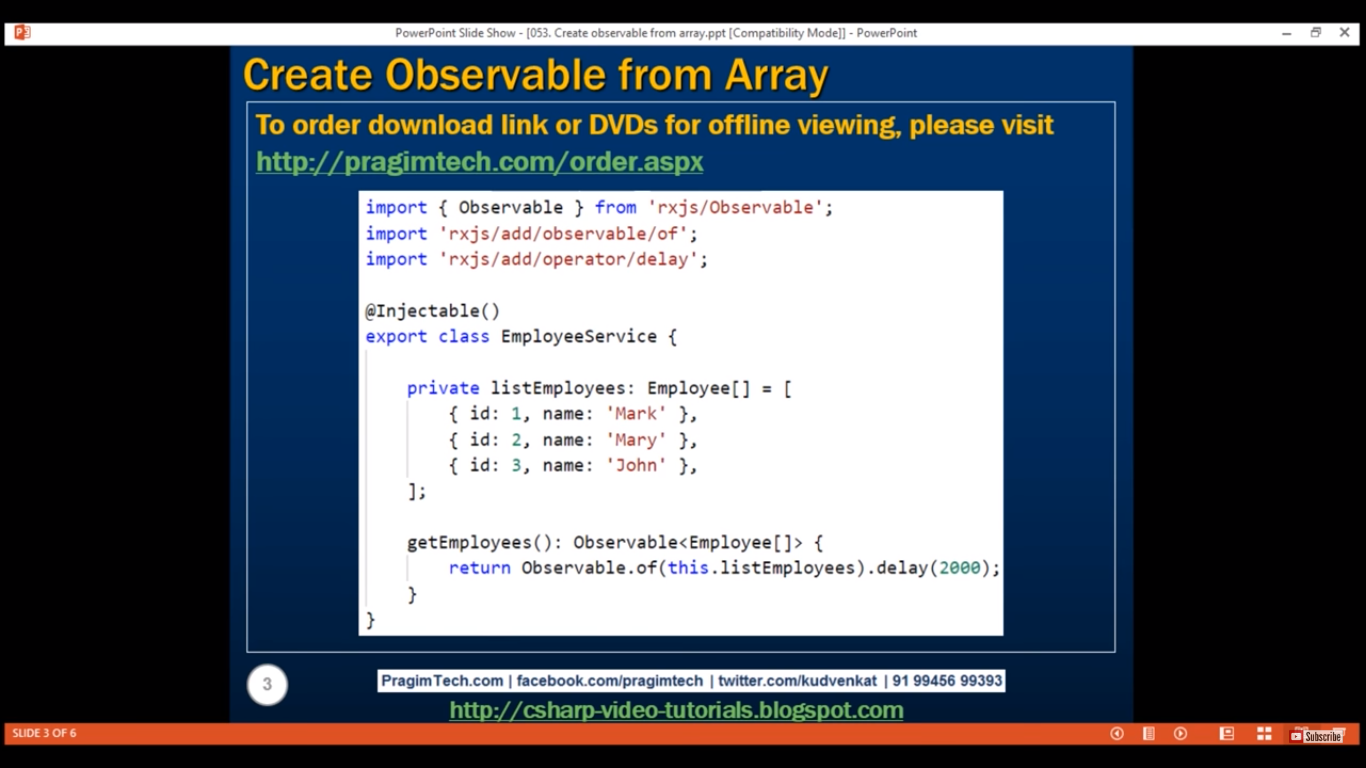 PowerPoint Slide Show - [053. Create observable from array.ppt [Compatibility Mode]] - PowerPoint
Create Observable from Array
To order download link or DVDs for offline viewing, please visit
http://pragimtech.com/order.aspx
import { Observable } from 'rxjs/Observable';
import 'rxjs/add/observable/of';
import 'rxjs/add/operator/delay';
@Injectable()
export class EmployeeService {
private listEmployees: Employee[] = [
{ id: 1, name: 'Mark' },
{ id: 2, name: 'Mary' },
{ id: 3, name: 'John' },
];
getEmployees(): Observable<Employee[]> {
return Observable.of(this.listEmployees).delay(2000);
}
}
3
PragimTech.com | facebook.com/pragimtech | twitter.com/kudvenkat | 91 99456 99393
http://csharp-video-tutorials.blogspot.com
SLIDE 3 OF 6
Subscribe